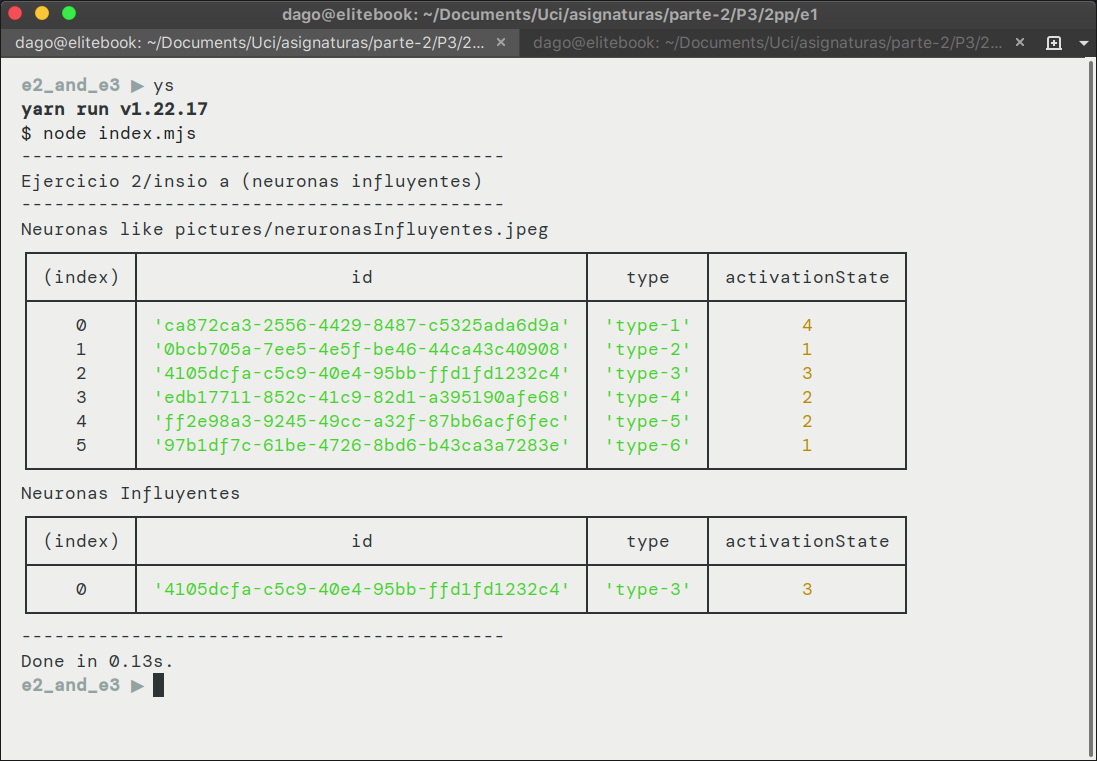 dago@elitebook: ~/Documents/Uci/asignaturas/parte-2/P3/2pp/e1
dago@elitebook: ~/Documents/Uci/asignaturas/parte-2/P3/2... × dago@elitebook: ~/Documents/Uci/asignaturas/parte-2/P3/2... ×
e2_and_e3 ▶ ys
yarn run v1.22.17
$ node index.mjs
--------------------------------------------
Ejercicio 2/insio a (neuronas influyentes)
--------------------------------------------
Neuronas like pictures/neruronasInfluyentes.jpeg
(index) id type activationState
0 'ca872ca3-2556-4429-8487-c5325ada6d9a' 'type-1' 4
1 '0bcb705a-7ee5-4e5f-be46-44ca43c40908' 'type-2' 1
2 '4105dcfa-c5c9-40e4-95bb-ffd1fd1232c4' 'type-3' 3
3 'edb17711-852c-41c9-82d1-a395190afe68' 'type-4' 2
4 'ff2e98a3-9245-49cc-a32f-87bb6acf6fec' 'type-5' 2
5 '97b1df7c-61be-4726-8bd6-b43ca3a7283e' 'type-6' 1
Neuronas Influyentes
(index) id type activationState
0 '4105dcfa-c5c9-40e4-95bb-ffd1fd1232c4' 'type-3' 3
--------------------------------------------
Done in 0.13s.
e2_and_e3 ▶